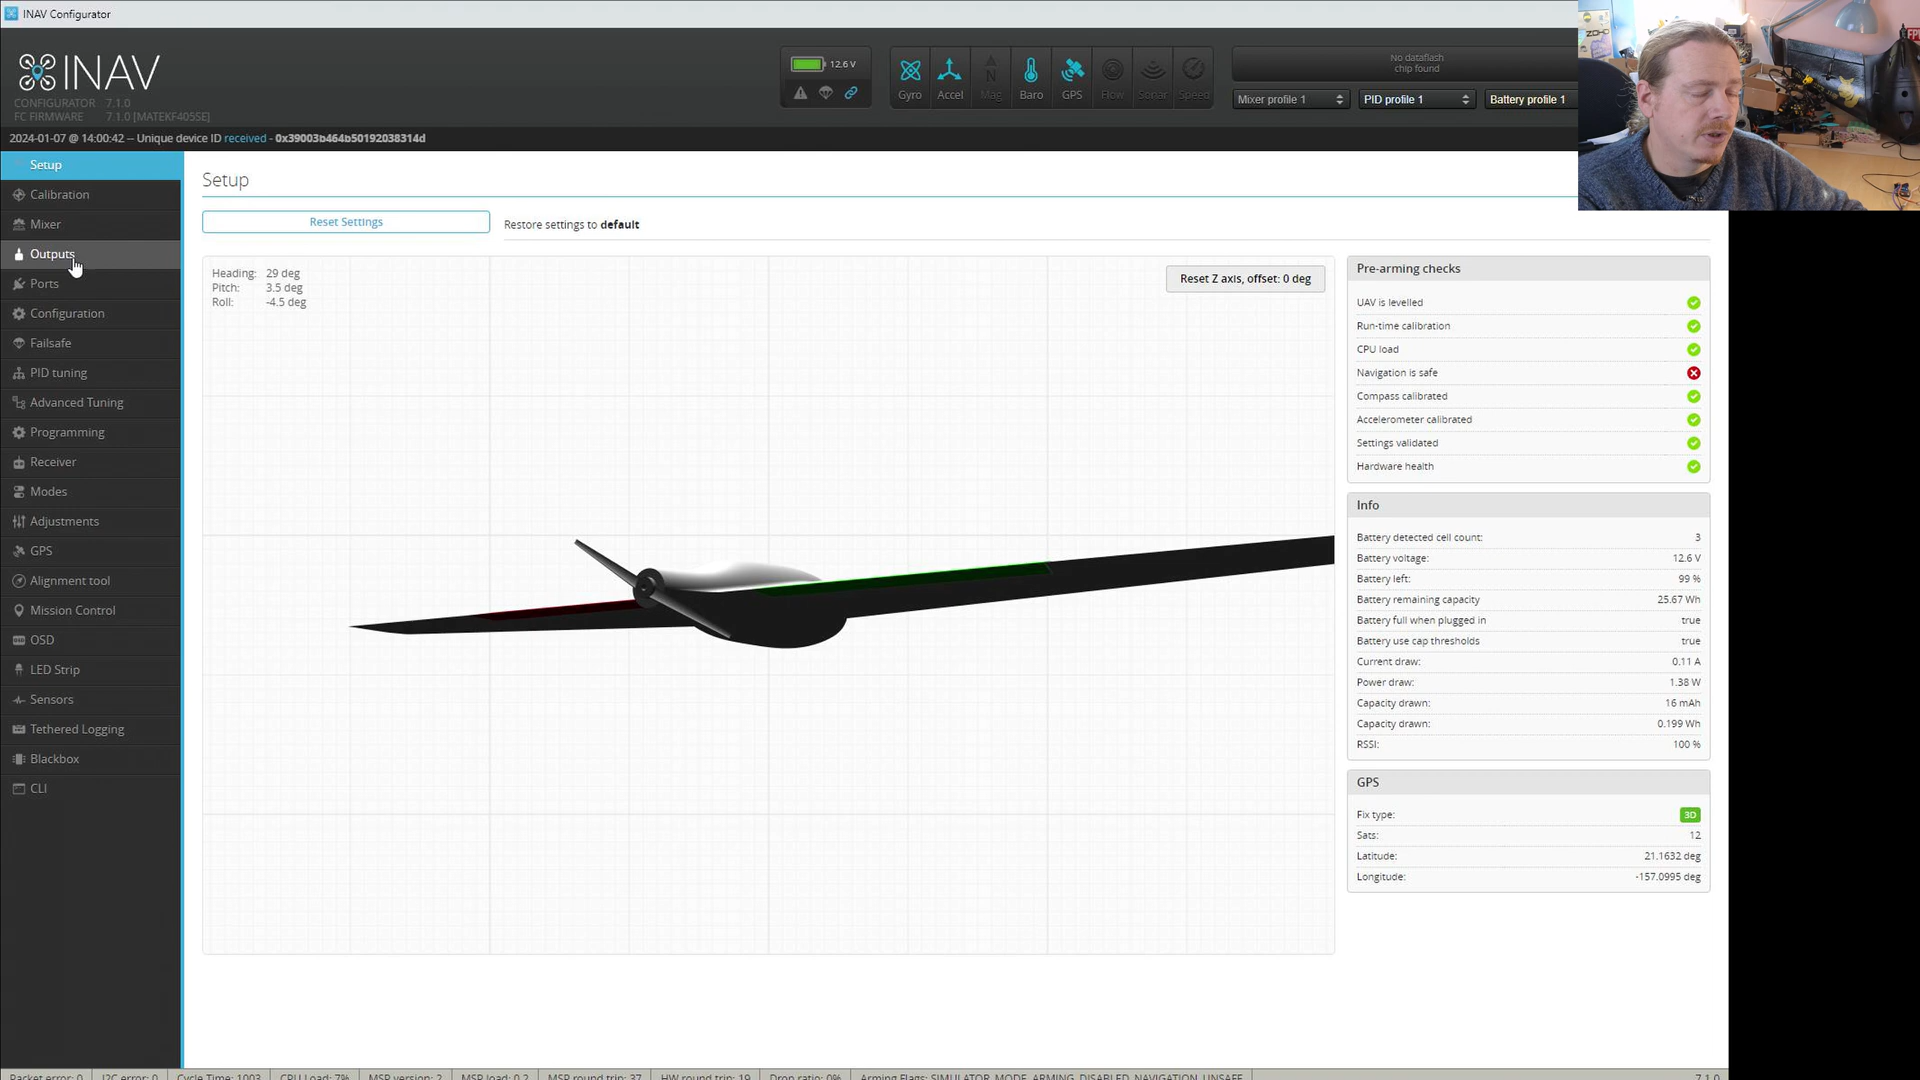 INAV Configurator
INAV
CONFIGURATOR 7.1.0
FC FIRMWARE 7.1.0 [MATEKF405SE]
12.6 V
Gyro
Accel
Mag
Baro
GPS
Flow
Sonar
Speed
No dataflash
chip found
Mixer profile 1
PID profile 1
Battery profile 1
2024-01-07 @ 14:00:42 -- Unique device ID received - 0x39003b464b50192038314d
Setup
Calibration
Mixer
Outputs
Ports
Configuration
Failsafe
PID tuning
Advanced Tuning
Programming
Receiver
Modes
Adjustments
GPS
Alignment tool
Mission Control
OSD
LED Strip
Sensors
Tethered Logging
Blackbox
CLI
Setup
Reset Settings
Restore settings to default
Heading: 29 deg
Pitch: 3.5 deg
Roll: -4.5 deg
Reset Z axis, offset: 0 deg
Pre-arming checks
UAV is levelled
Run-time calibration
CPU load
Navigation is safe
Compass calibrated
Accelerometer calibrated
Settings validated
Hardware health
Info
Battery detected cell count: 3
Battery voltage: 12.6 V
Battery left: 99 %
Battery remaining capacity 25.67 Wh
Battery full when plugged in true
Battery use cap thresholds true
Current draw: 0.11 A
Power draw: 1.38 W
Capacity drawn: 16 mAh
Capacity drawn: 0.199 Wh
RSSI: 100 %
GPS
Fix type: 3D
Sats: 12
Latitude: 21.1632 deg
Longitude: -157.0995 deg
Packet error: 0 I2C error: 0 Cycle Time: 1003 CPU Load: 7% MSP version: 2 MSP load: 0.2 MSP round trip: 37 HW round trip: 19 Drop ratio: 0% Arming Flags: SIMULATOR_MODE ARMING_DISABLED_NAVIGATION_UNSAFE 7.1.0